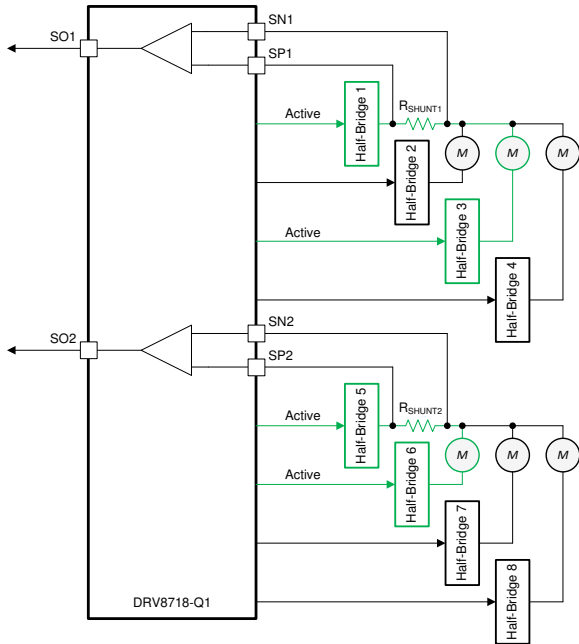 SO1
SN1
SP1
Active
Half-Bridge 1
RSHUNT1
Half-Bridge 2
M
M
M
Active
Half-Bridge 3
Half-Bridge 4
SO2
SN2
SP2
Active
Half-Bridge 5
RSHUNT2
Active
Half-Bridge 6
M
M
M
Half-Bridge 7
Half-Bridge 8
DRV8718-Q1